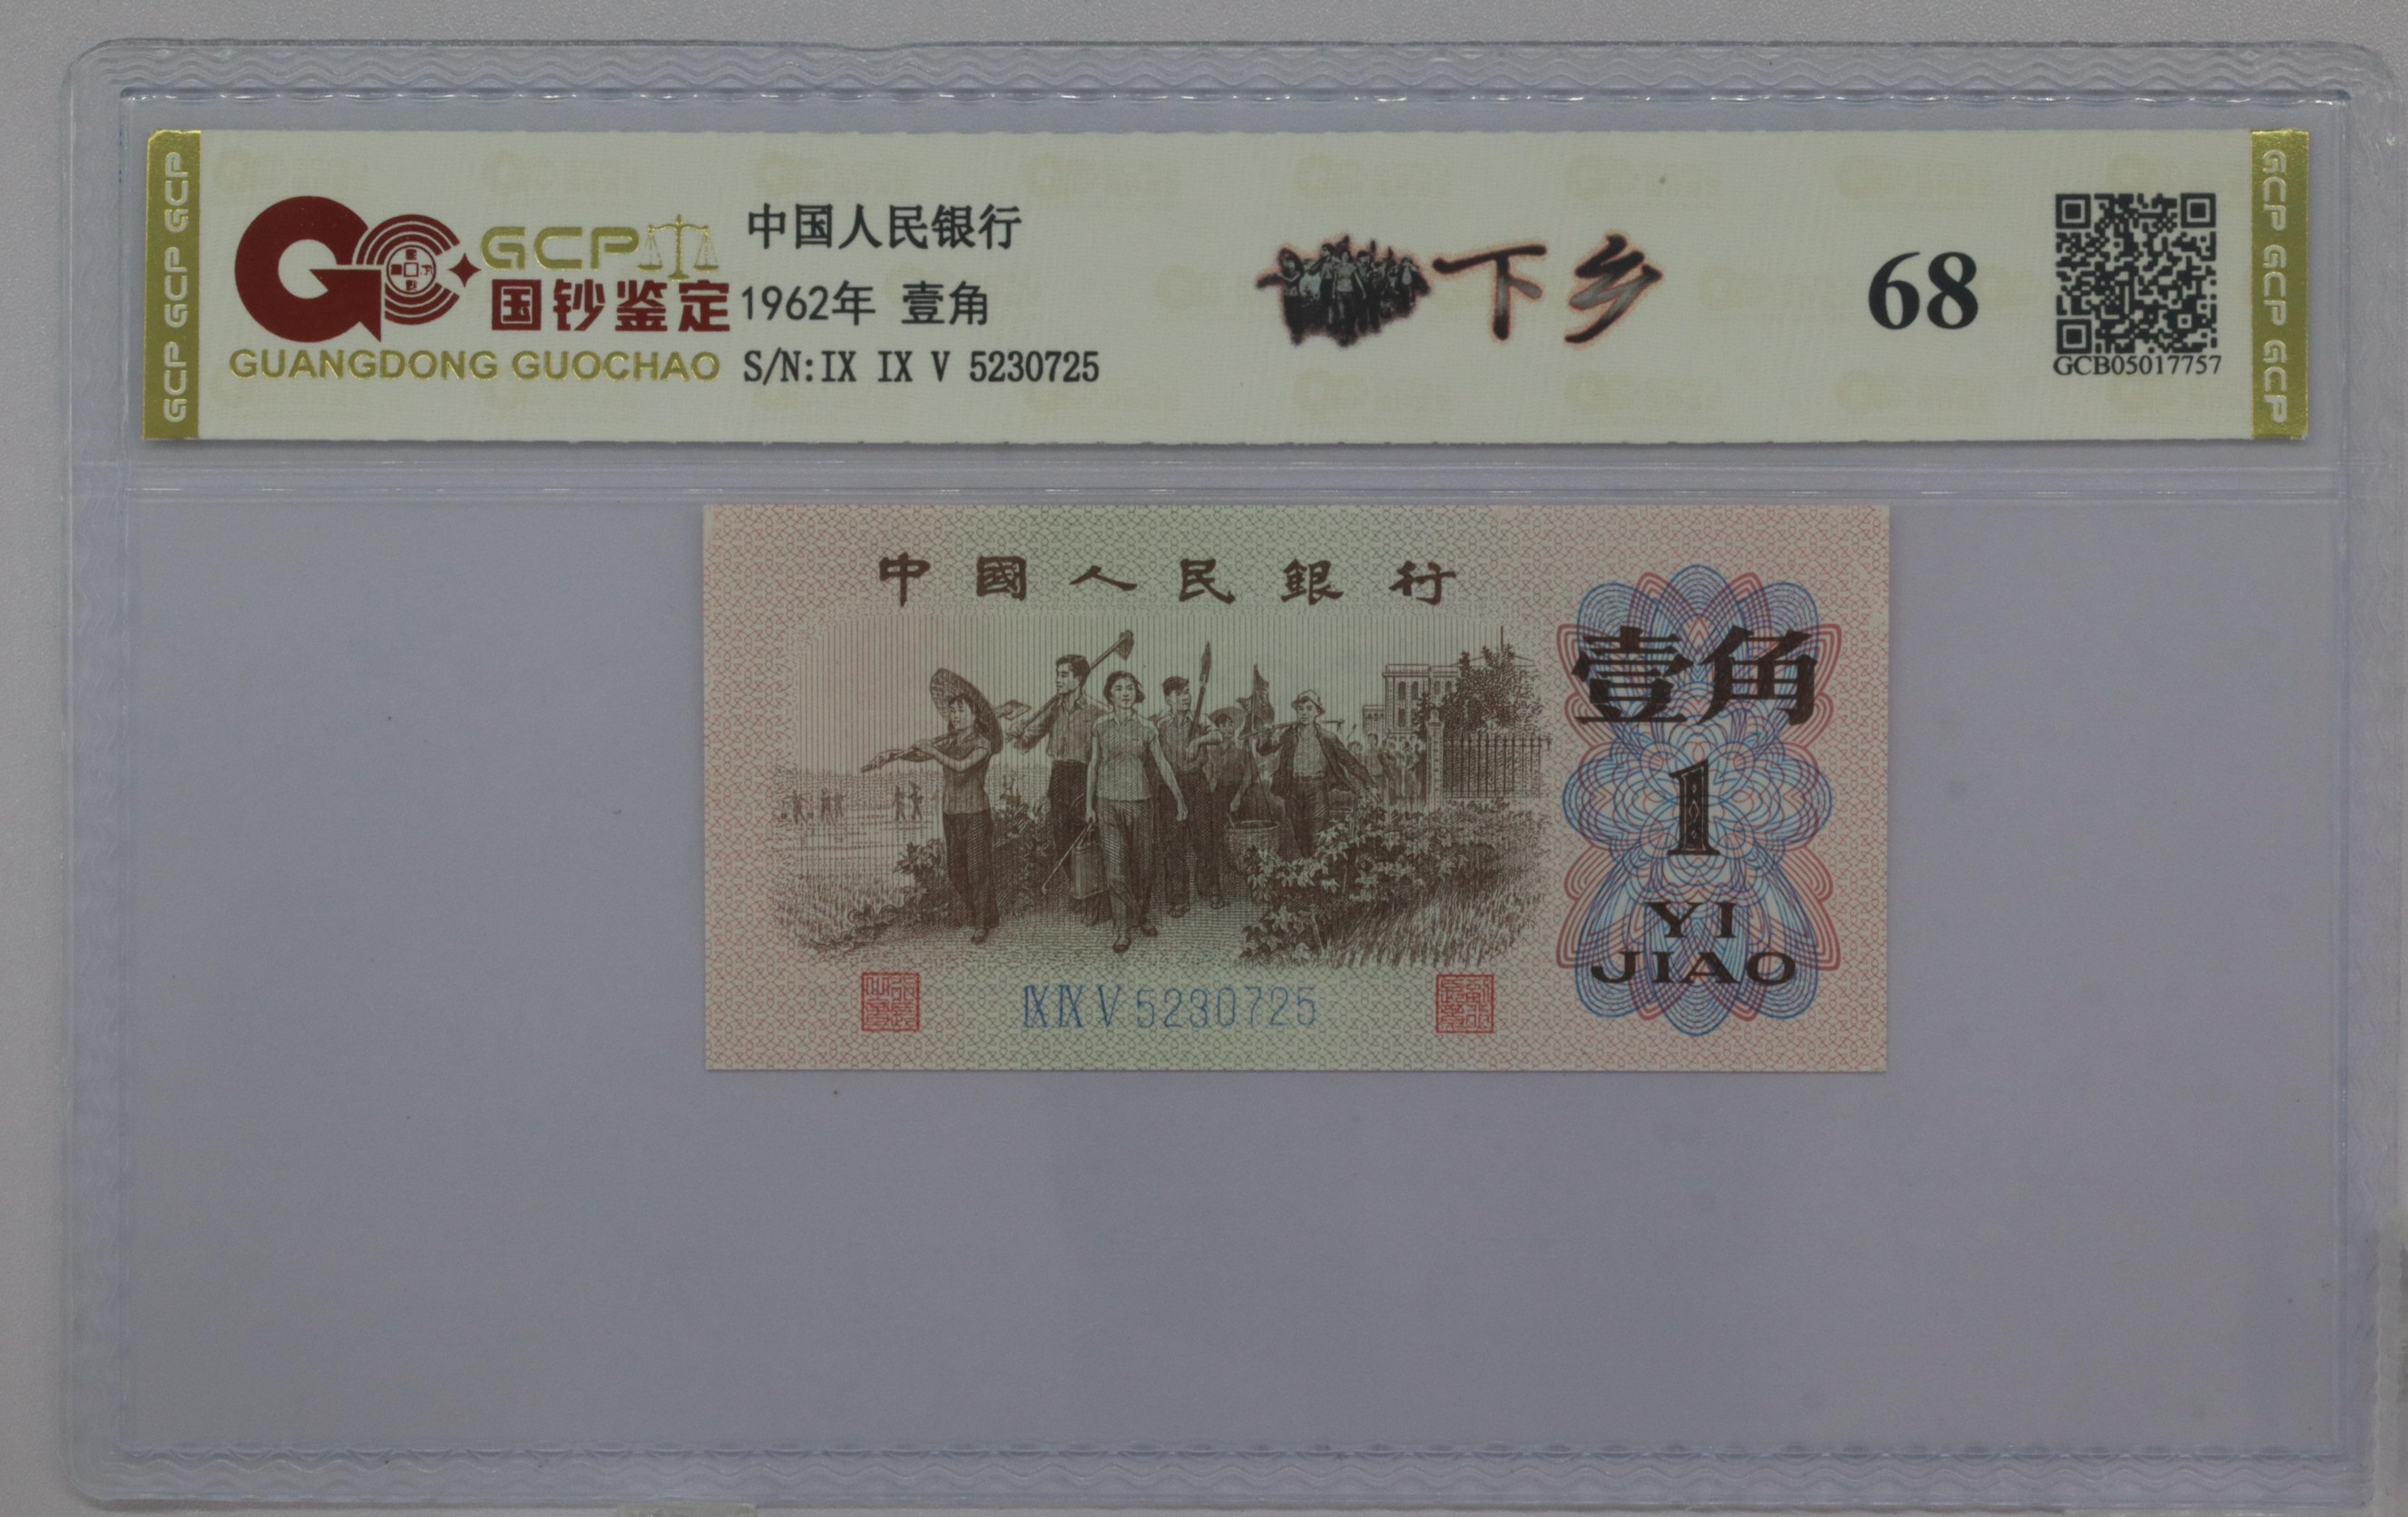 GCP GCP GCP
GCP
国钞鉴定
GUANGDONG GUOCHAO
中国人民银行
1962年 壹角
S/N:IX IX V 5230725
下乡
68
GCB05017757
GCP GCP GCP
中國人民銀行
壹角
1
YI
JIAO
IX IX V 5230725